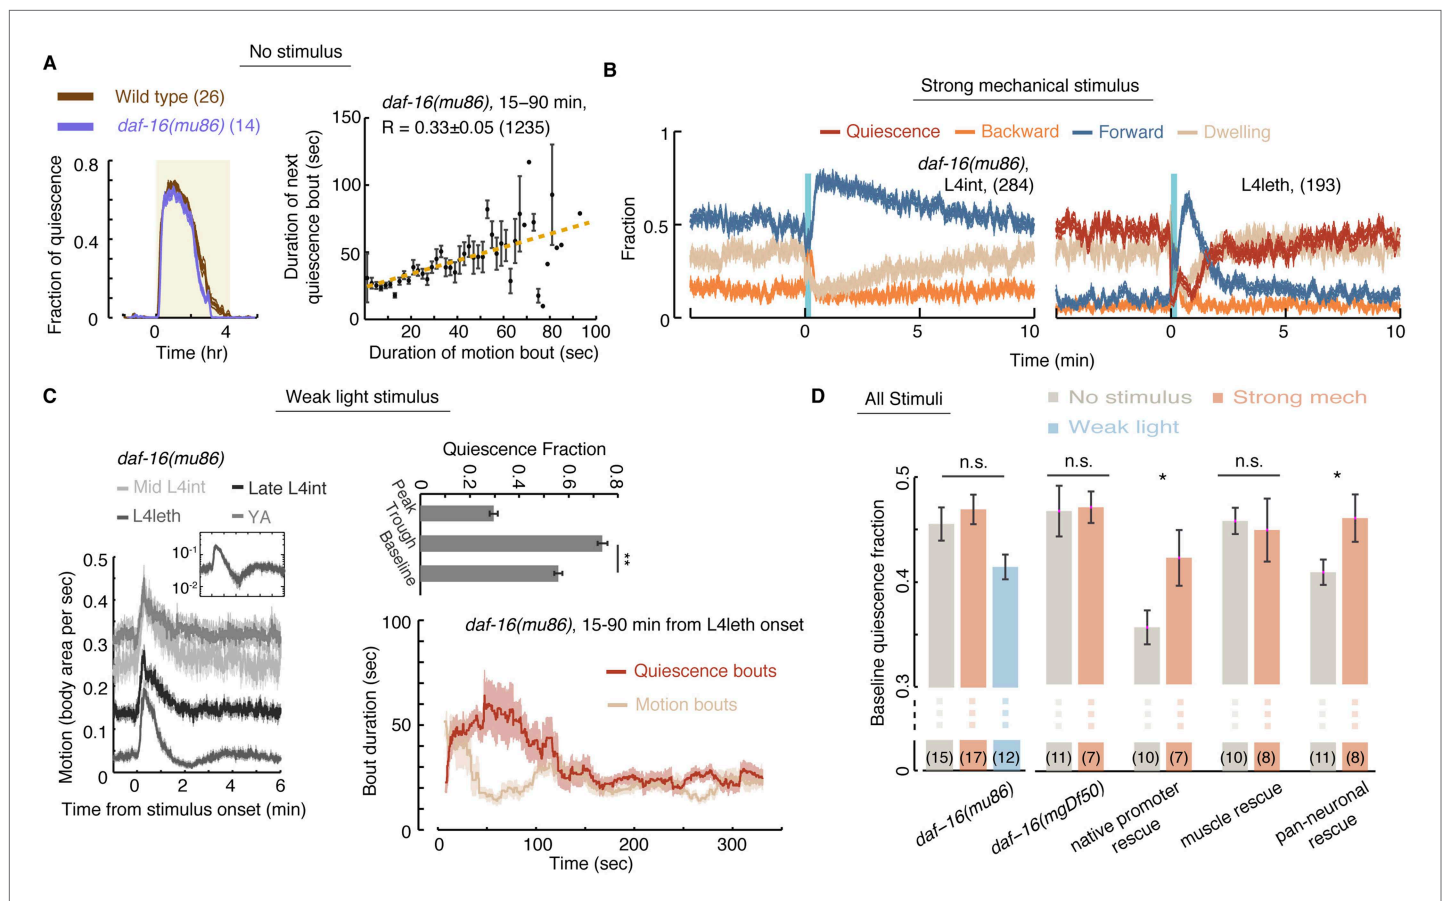 A
No stimulus
Wild type (26)
daf-16(mu86) (14)
Fraction of quiescence
0.8
0.4
0
0
4
Time (hr)
daf-16(mu86), 15–90 min,
R = 0.33±0.05 (1235)
Duration of next
quiescence bout (sec)
150
100
50
0
20
40
60
80
100
Duration of motion bout (sec)
B
Strong mechanical stimulus
Quiescence
Backward
Forward
Dwelling
daf-16(mu86),
L4int, (284)
L4leth, (193)
Fraction
1
0.5
0
0
5
10
0
5
10
Time (min)
C
Weak light stimulus
daf-16(mu86)
Mid L4int
Late L4int
L4leth
YA
10-1
10-2
Motion (body area per sec)
0.5
0.4
0.3
0.2
0.1
0
0
2
4
6
Time from stimulus onset (min)
Quiescence Fraction
0
0.2
0.4
0.6
0.8
Peak
Trough
Baseline
**
daf-16(mu86), 15-90 min from L4leth onset
Quiescence bouts
Motion bouts
Bout duration (sec)
100
50
0
0
100
200
300
Time (sec)
D
All Stimuli
No stimulus
Strong mech
Weak light
Baseline quiescence fraction
0.5
0.4
0.3
0
n.s.
n.s.
*
n.s.
*
(15)
(17)
(12)
(11)
(7)
(10)
(7)
(10)
(8)
(11)
(8)
daf–16(mu86)
daf–16(mgDf50)
native promoter
rescue
muscle rescue
pan-neuronal
rescue